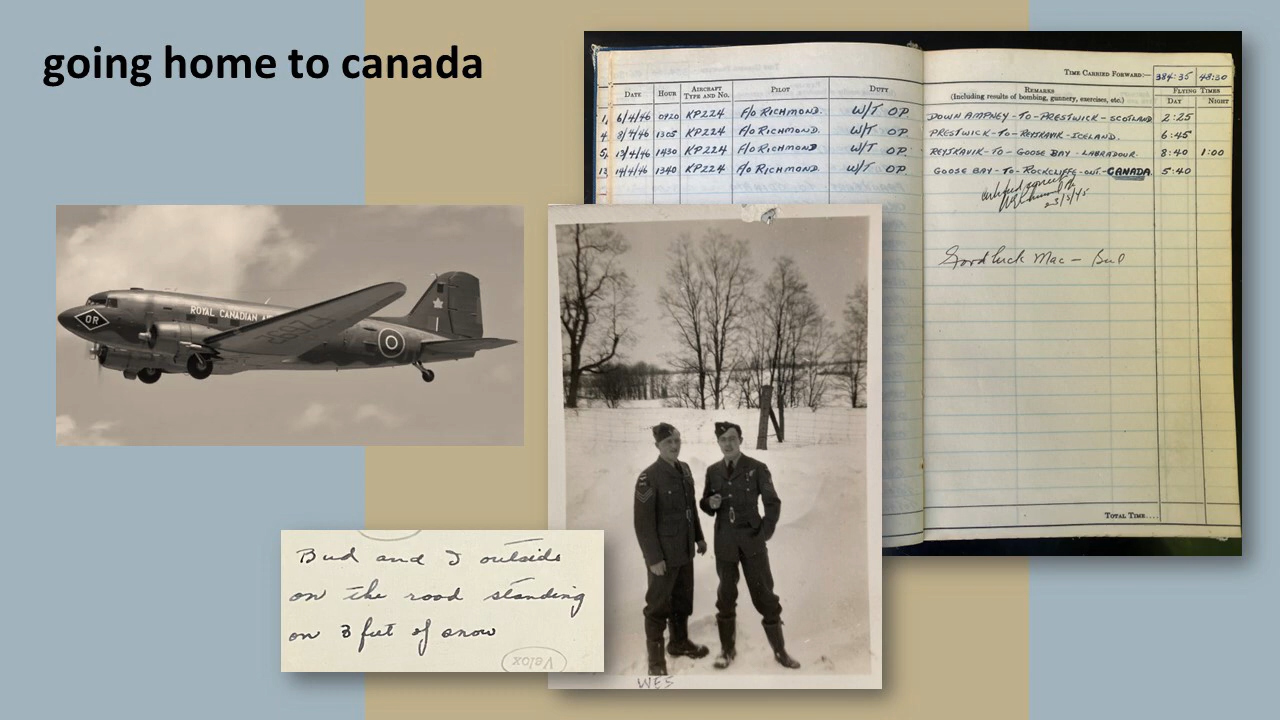 going home to canada
TIME CARRIED FORWARD:— 384:35 48:30
DATE HOUR AIRCRAFT TYPE AND NO. PILOT DUTY REMARKS (Including results of bombing, gunnery, exercises, etc.) FLYING TIMES DAY NIGHT
6/4/46 0920 KP224 F/O RICHMOND. W/T OP. DOWN AMPNEY-TO-PRESTWICK-SCOTLAND 2:25
1305 KP224 F/O RICHMOND. W/T OP. PRESTWICK-TO-REYKAVIK-ICELAND. 6:45
13/4/46 1430 KP224 F/O RICHMOND W/T OP. REYKAVIK-TO-GOOSE BAY-LABRADOUR. 8:40 1:00
14/4/46 1340 KP224 F/O RICHMOND. W/T OP. GOOSE BAY-TO-ROCKCLIFFE-ONT-CANADA. 5:40
Good luck Mac — Bud
TOTAL TIME....
OR
ROYAL CANADIAN
Bud and I outside
on the road standing
on 3 feet of snow
Velox
WES